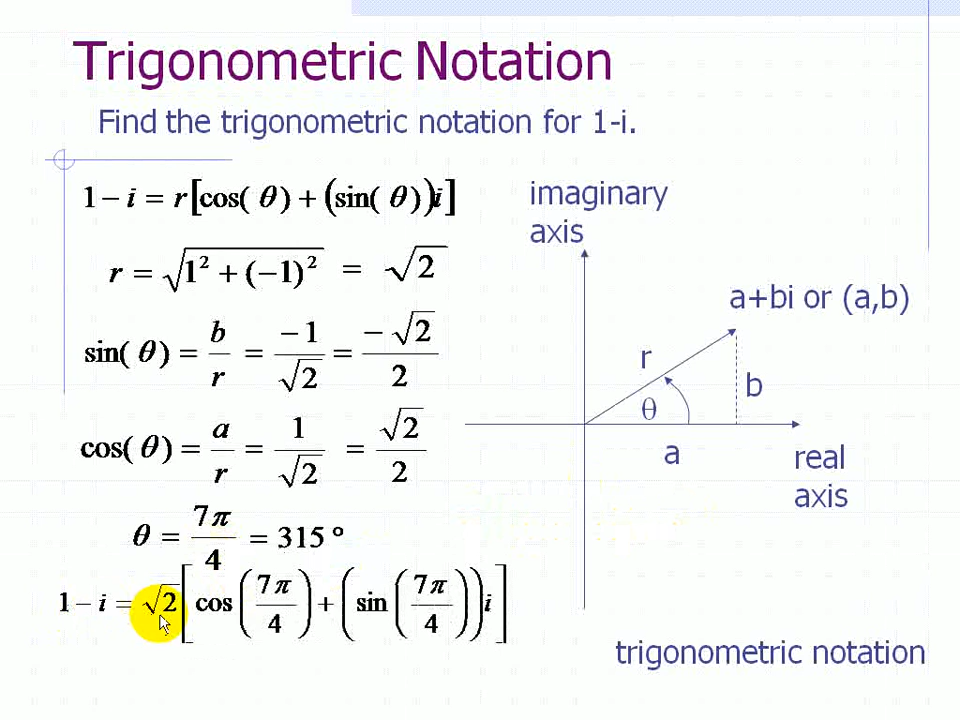 Trigonometric Notation
Find the trigonometric notation for 1-i.
1 − i = r[cos( θ ) + (sin( θ ))i]
r = √(1² + (−1)²) = √2
sin( θ ) = b/r = −1/√2 = −√2/2
cos( θ ) = a/r = 1/√2 = √2/2
θ = 7π/4 = 315 °
1 − i = √2[cos(7π/4) + (sin(7π/4))i]
imaginary
axis
a+bi or (a,b)
r
b
θ
a
real
axis
trigonometric notation